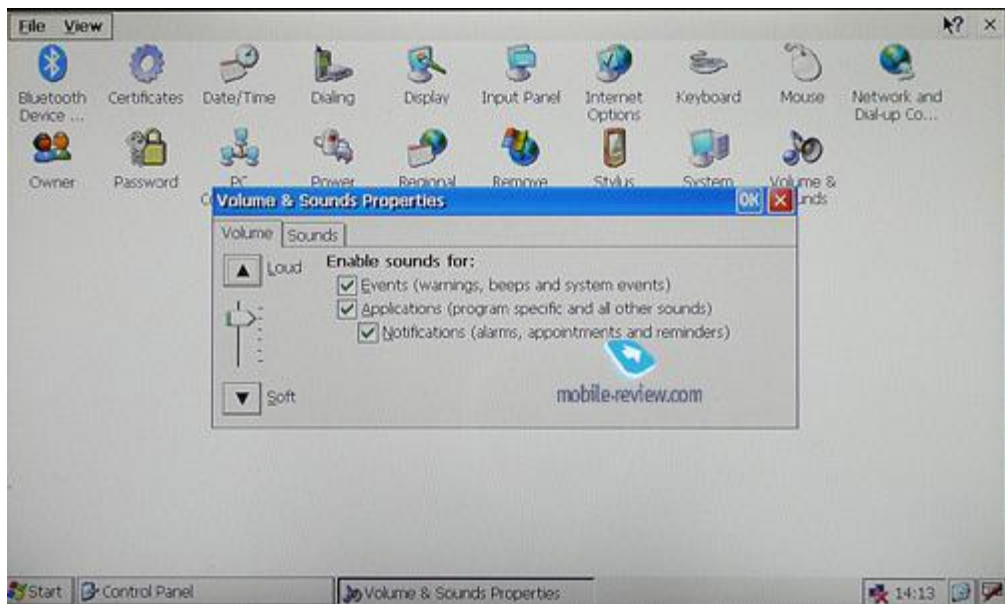 File View
Bluetooth Device ...
Certificates
Date/Time
Dialing
Display
Input Panel
Internet Options
Keyboard
Mouse
Network and Dial-up Co...
Owner
Password
PC
Power
Regional
Remove
Stylus
System
Volume &
unds
Volume & Sounds Properties
OK
Volume Sounds
Loud
Enable sounds for:
Events (warnings, beeps and system events)
Applications (program specific and all other sounds)
Notifications (alarms, appointments and reminders)
Soft
mobile-review.com
Start
Control Panel
Volume & Sounds Properties
14:13